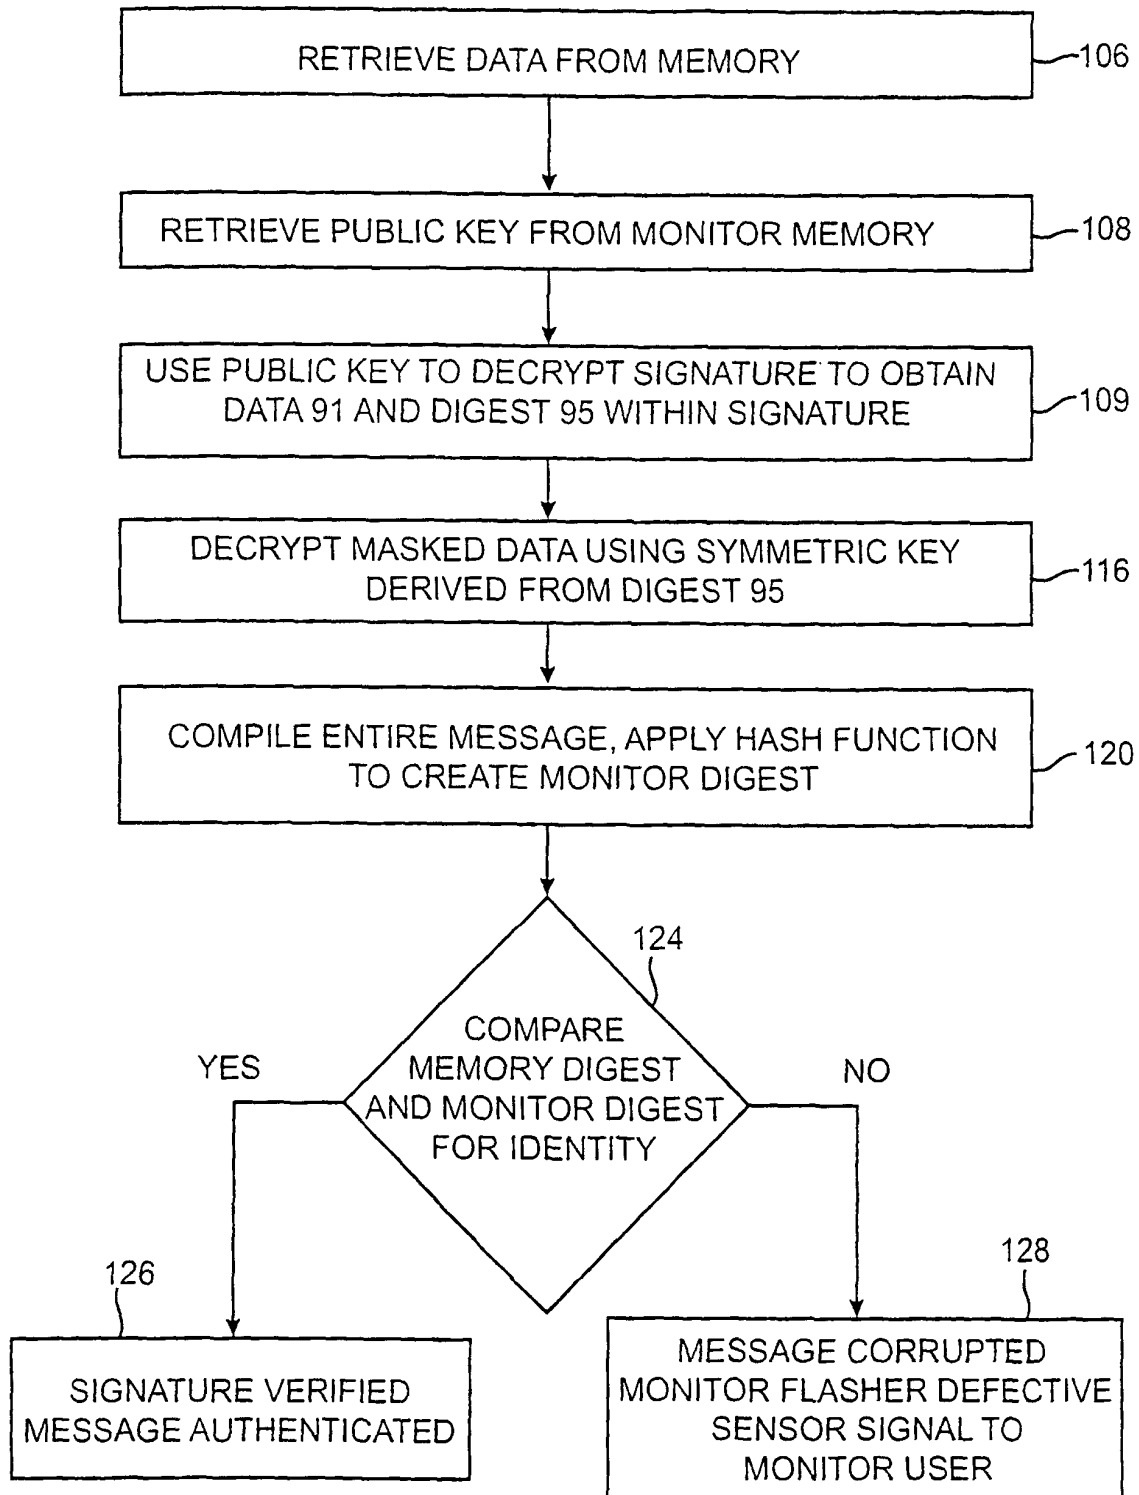 RETRIEVE DATA FROM MEMORY
106
RETRIEVE PUBLIC KEY FROM MONITOR MEMORY
108
USE PUBLIC KEY TO DECRYPT SIGNATURE TO OBTAIN
DATA 91 AND DIGEST 95 WITHIN SIGNATURE
109
DECRYPT MASKED DATA USING SYMMETRIC KEY
DERIVED FROM DIGEST 95
116
COMPILE ENTIRE MESSAGE, APPLY HASH FUNCTION
TO CREATE MONITOR DIGEST
120
124
COMPARE
MEMORY DIGEST
AND MONITOR DIGEST
FOR IDENTITY
YES
NO
126
SIGNATURE VERIFIED
MESSAGE AUTHENTICATED
128
MESSAGE CORRUPTED
MONITOR FLASHER DEFECTIVE
SENSOR SIGNAL TO
MONITOR USER